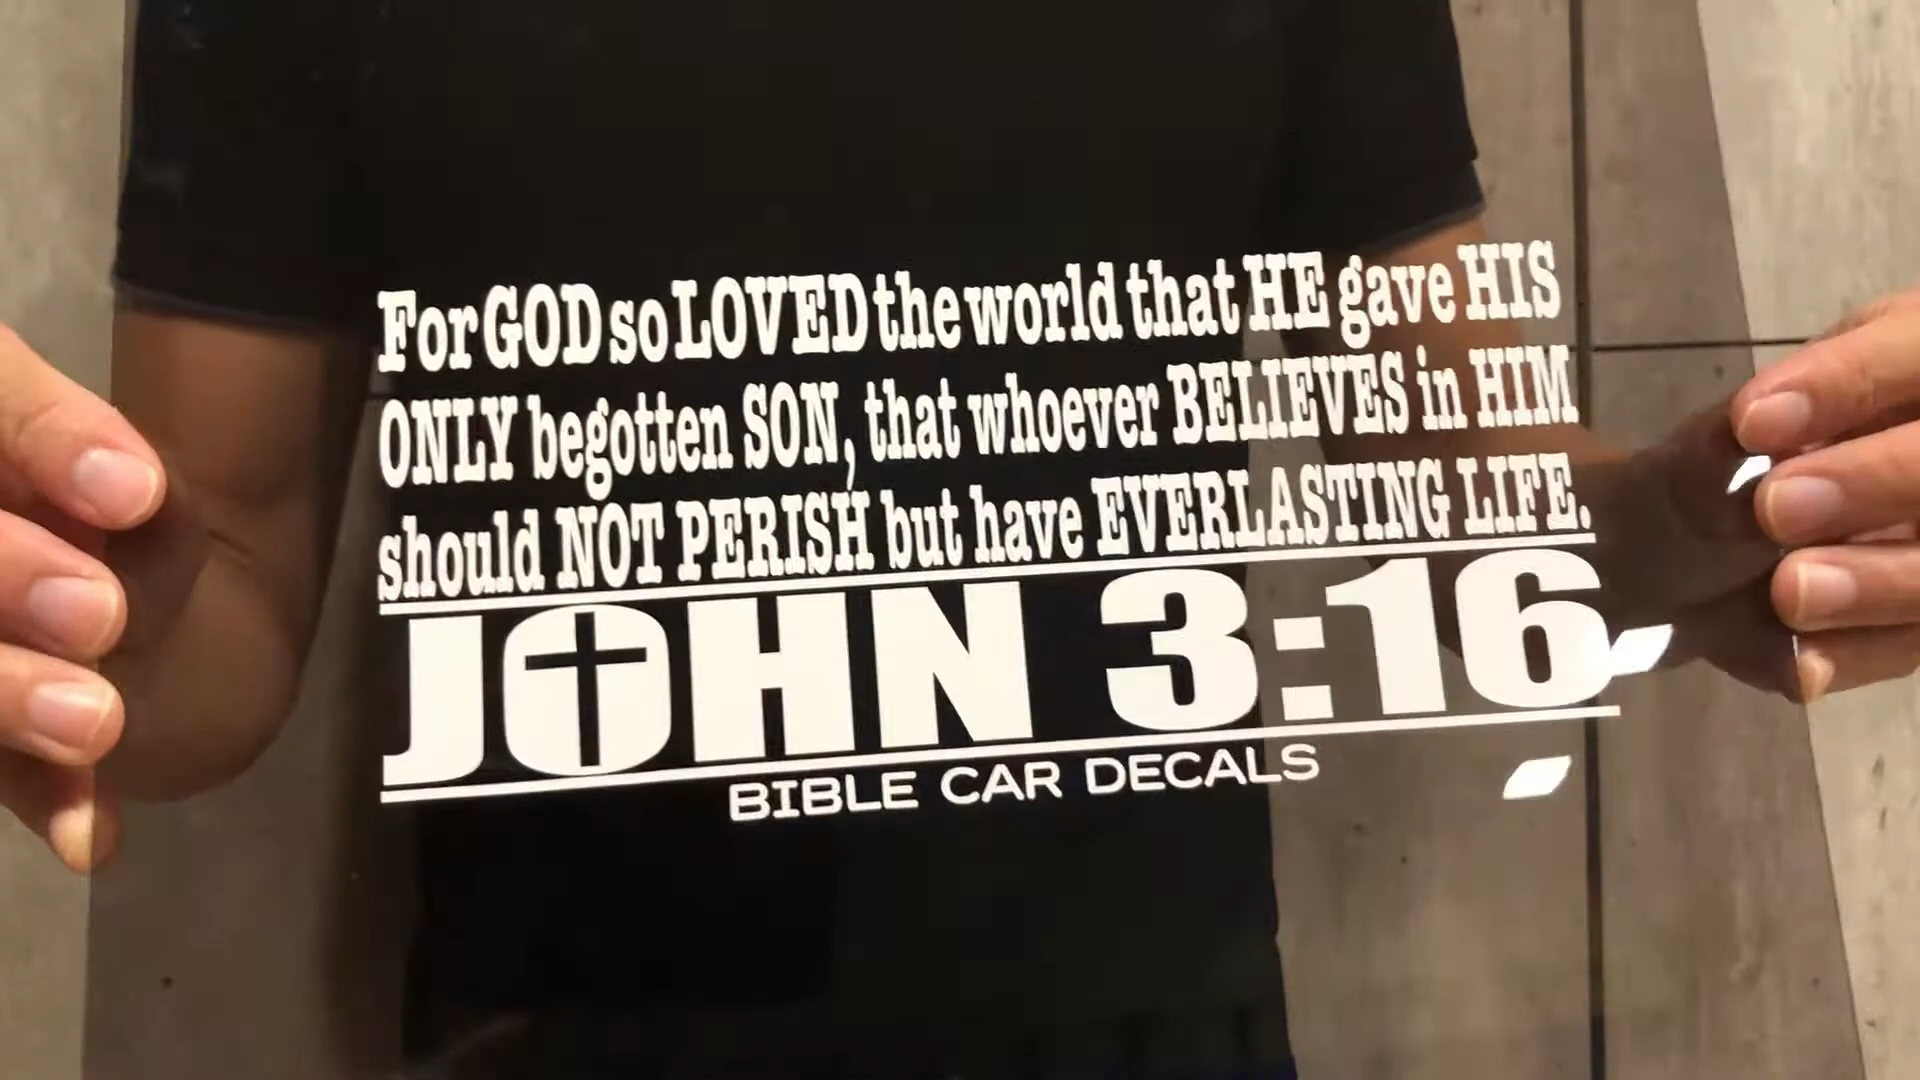 For GOD so LOVED the world that HE gave HIS
ONLY begotten SON, that whoever BELIEVES in HIM
should NOT PERISH but have EVERLASTING LIFE.
JOHN 3:16
BIBLE CAR DECALS